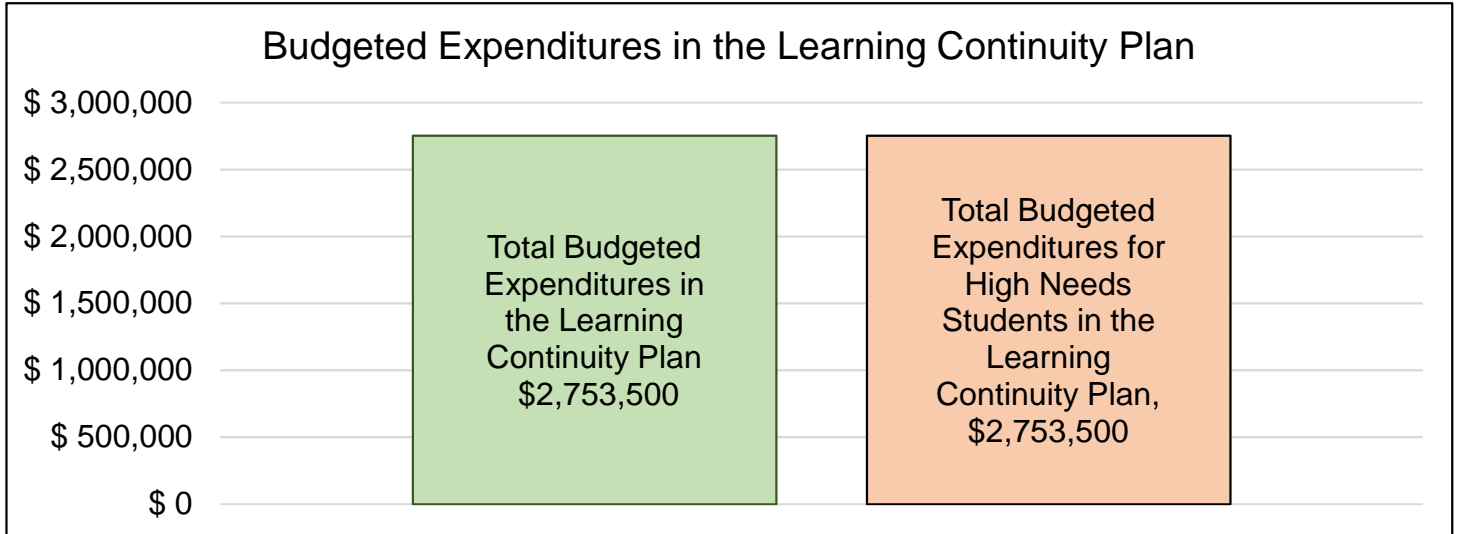 Budgeted Expenditures in the Learning Continuity Plan
$ 3,000,000
$ 2,500,000
$ 2,000,000
$ 1,500,000
$ 1,000,000
$ 500,000
$ 0
Total Budgeted
Expenditures in
the Learning
Continuity Plan
$2,753,500
Total Budgeted
Expenditures for
High Needs
Students in the
Learning
Continuity Plan,
$2,753,500